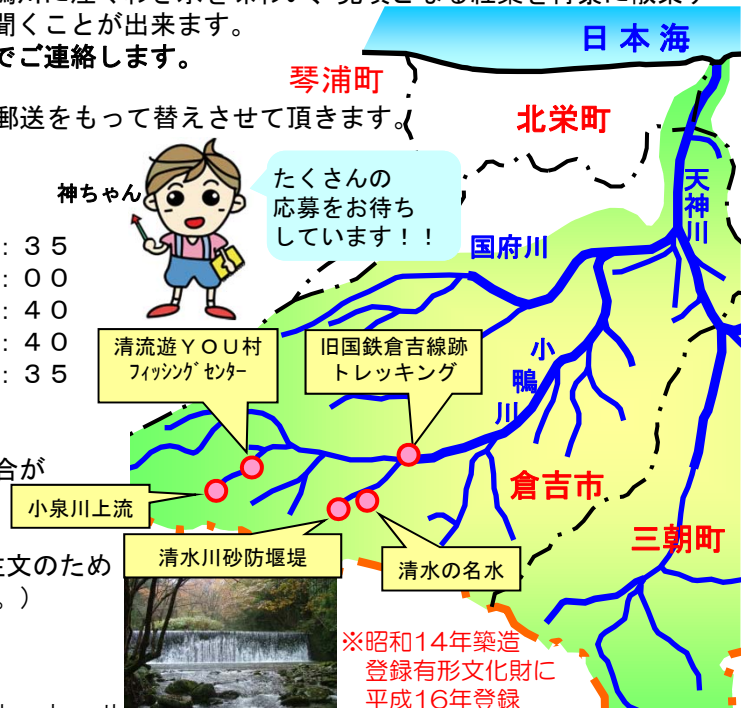 聞くことが出来ます。
でご連絡します。
郵送をもって替えさせて頂きます。
日本海
琴浦町
北栄町
神ちゃん
たくさんの
応募をお待ち
しています！！
天神川
国府川
：３５
：００
：４０
：４０
：３５
清流遊ＹＯＵ村
フィッシングセンター
旧国鉄倉吉線跡
トレッキング
小鴨川
合が
倉吉市
小泉川上流
三朝町
注文のため
清水川砂防堰堤
清水の名水
。）
※昭和14年築造
登録有形文化財に
平成16年登録